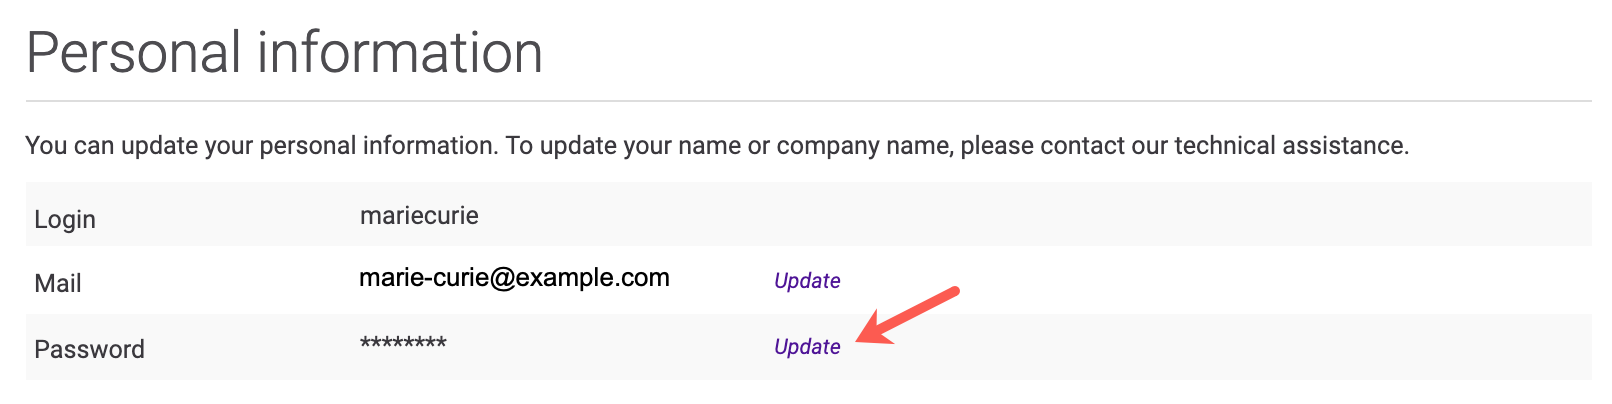 Personal information
You can update your personal information. To update your name or company name, please contact our technical assistance.
Login mariecurie
Mail marie-curie@example.com Update
Password ******** Update